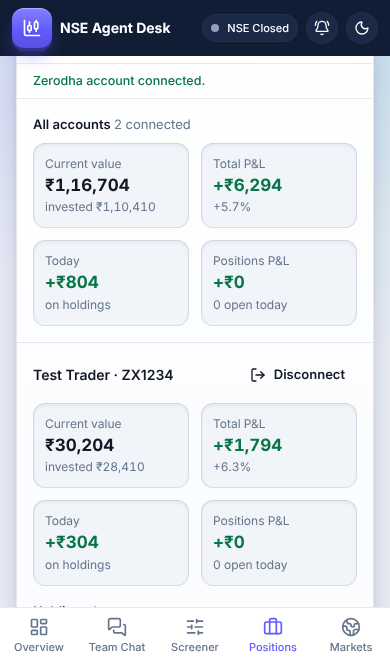 NSE Agent Desk
NSE Closed
Zerodha account connected.
All accounts 2 connected
Current value
₹1,16,704
invested ₹1,10,410
Total P&L
+₹6,294
+5.7%
Today
+₹804
on holdings
Positions P&L
+₹0
0 open today
Test Trader · ZX1234
Disconnect
Current value
₹30,204
invested ₹28,410
Total P&L
+₹1,794
+6.3%
Today
+₹304
on holdings
Positions P&L
+₹0
0 open today
Overview
Team Chat
Screener
Positions
Markets